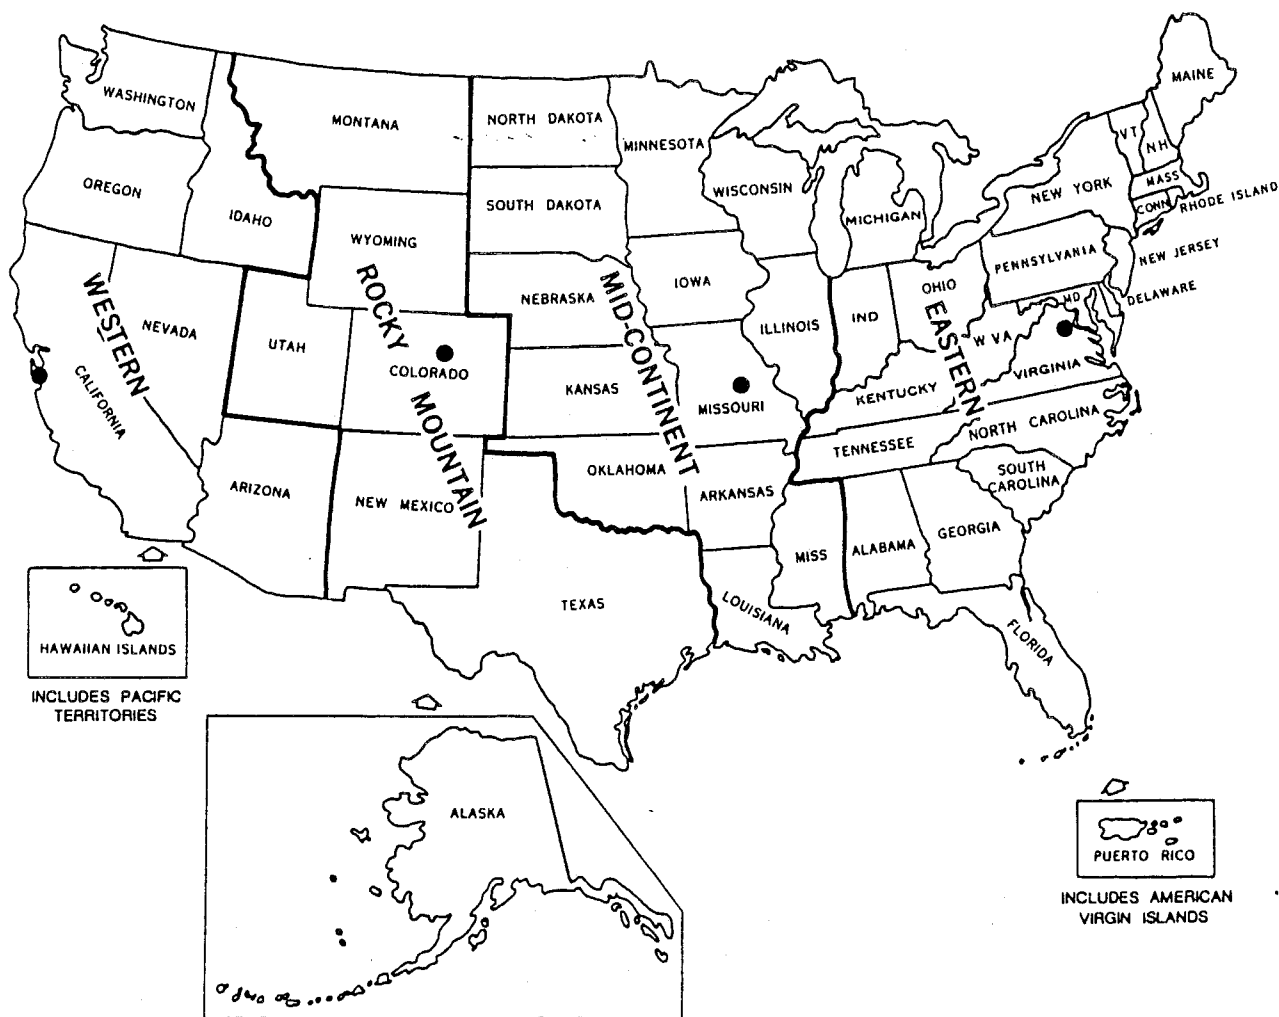 WASHINGTON
MONTANA
NORTH DAKOTA
MINNESOTA
MAINE
VT
NH
OREGON
IDAHO
WYOMING
SOUTH DAKOTA
WISCONSIN
MICHIGAN
NEW YORK
MASS
CONN
RHODE ISLAND
WESTERN
NEVADA
UTAH
ROCKY
MOUNTAIN
COLORADO
NEBRASKA
IOWA
MID-CONTINENT
ILLINOIS
IND
OHIO
EASTERN
PENNSYLVANIA
NEW JERSEY
MD
DELAWARE
W VA
VIRGINIA
CALIFORNIA
KANSAS
MISSOURI
KENTUCKY
ARIZONA
NEW MEXICO
OKLAHOMA
ARKANSAS
TENNESSEE
NORTH CAROLINA
SOUTH
CAROLINA
TEXAS
LOUISIANA
MISS
ALABAMA
GEORGIA
FLORIDA
HAWAIIAN ISLANDS
INCLUDES PACIFIC
TERRITORIES
ALASKA
PUERTO RICO
INCLUDES AMERICAN
VIRGIN ISLANDS